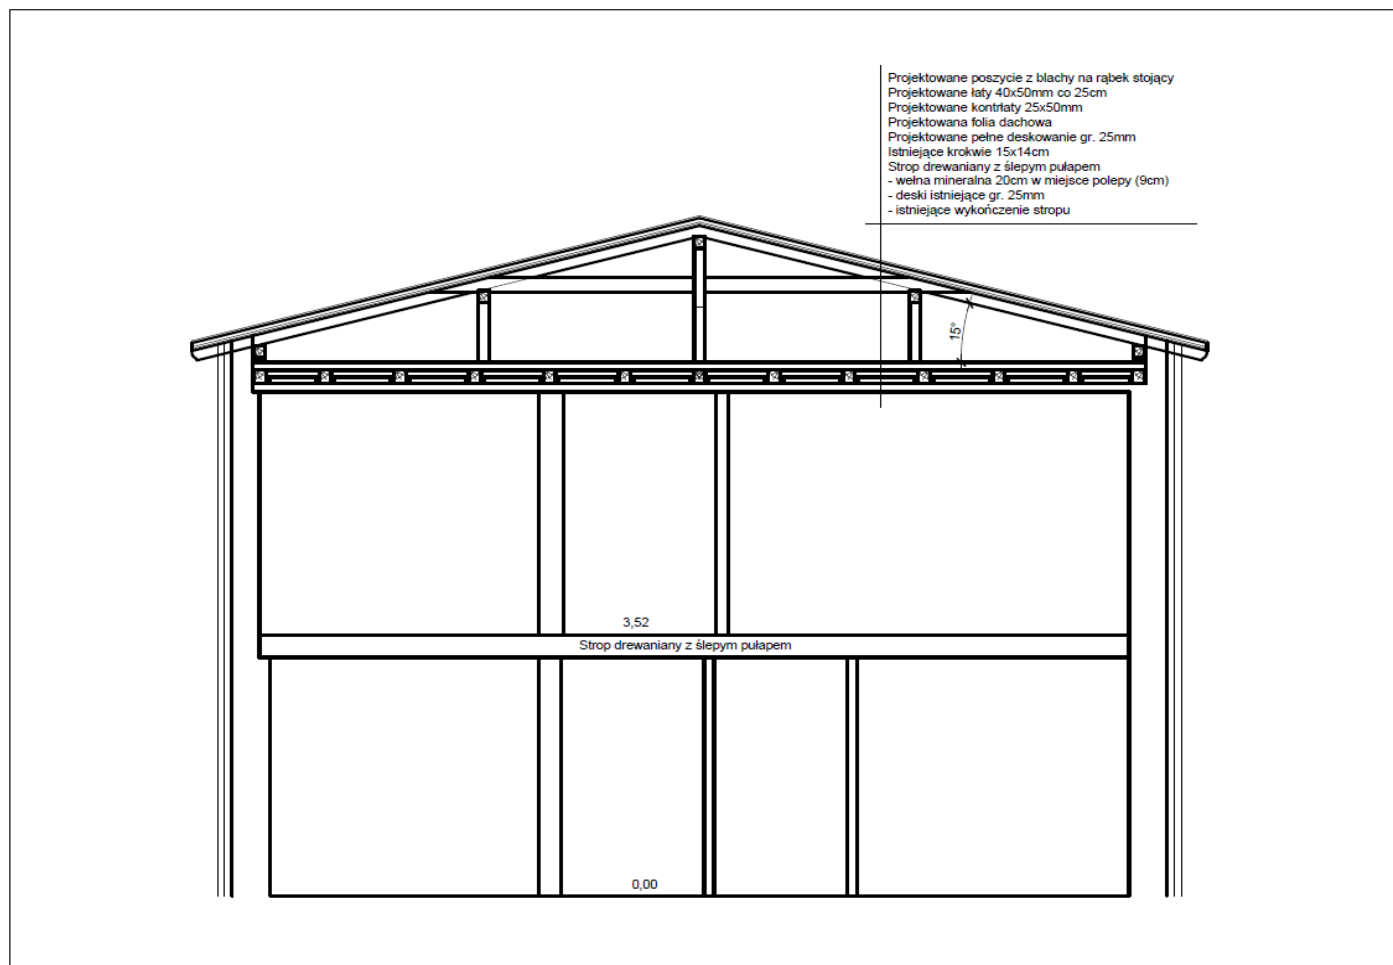 Projektowane poszycie z blachy na rąbek stojący
Projektowane łaty 40x50mm co 25cm
Projektowane kontrłaty 25x50mm
Projektowana folia dachowa
Projektowane pełne deskowanie gr. 25mm
Istniejące krokwie 15x14cm
Strop drewaniany z ślepym pułapem
- wełna mineralna 20cm w miejsce polepy (9cm)
- deski istniejące gr. 25mm
- istniejące wykończenie stropu
15°
3,52
Strop drewaniany z ślepym pułapem
0,00